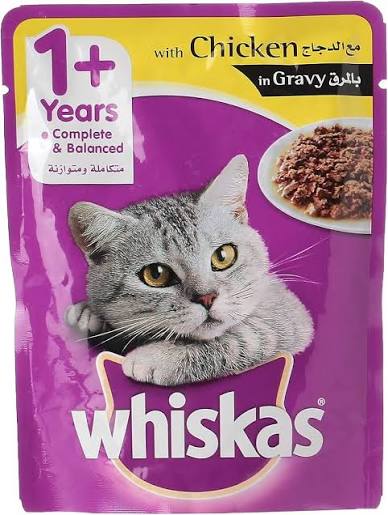 1+
Years
• Complete
& Balanced
متكاملة ومتوازنة
with Chicken مع الدجاج
in Gravy بالمرق
whiskas